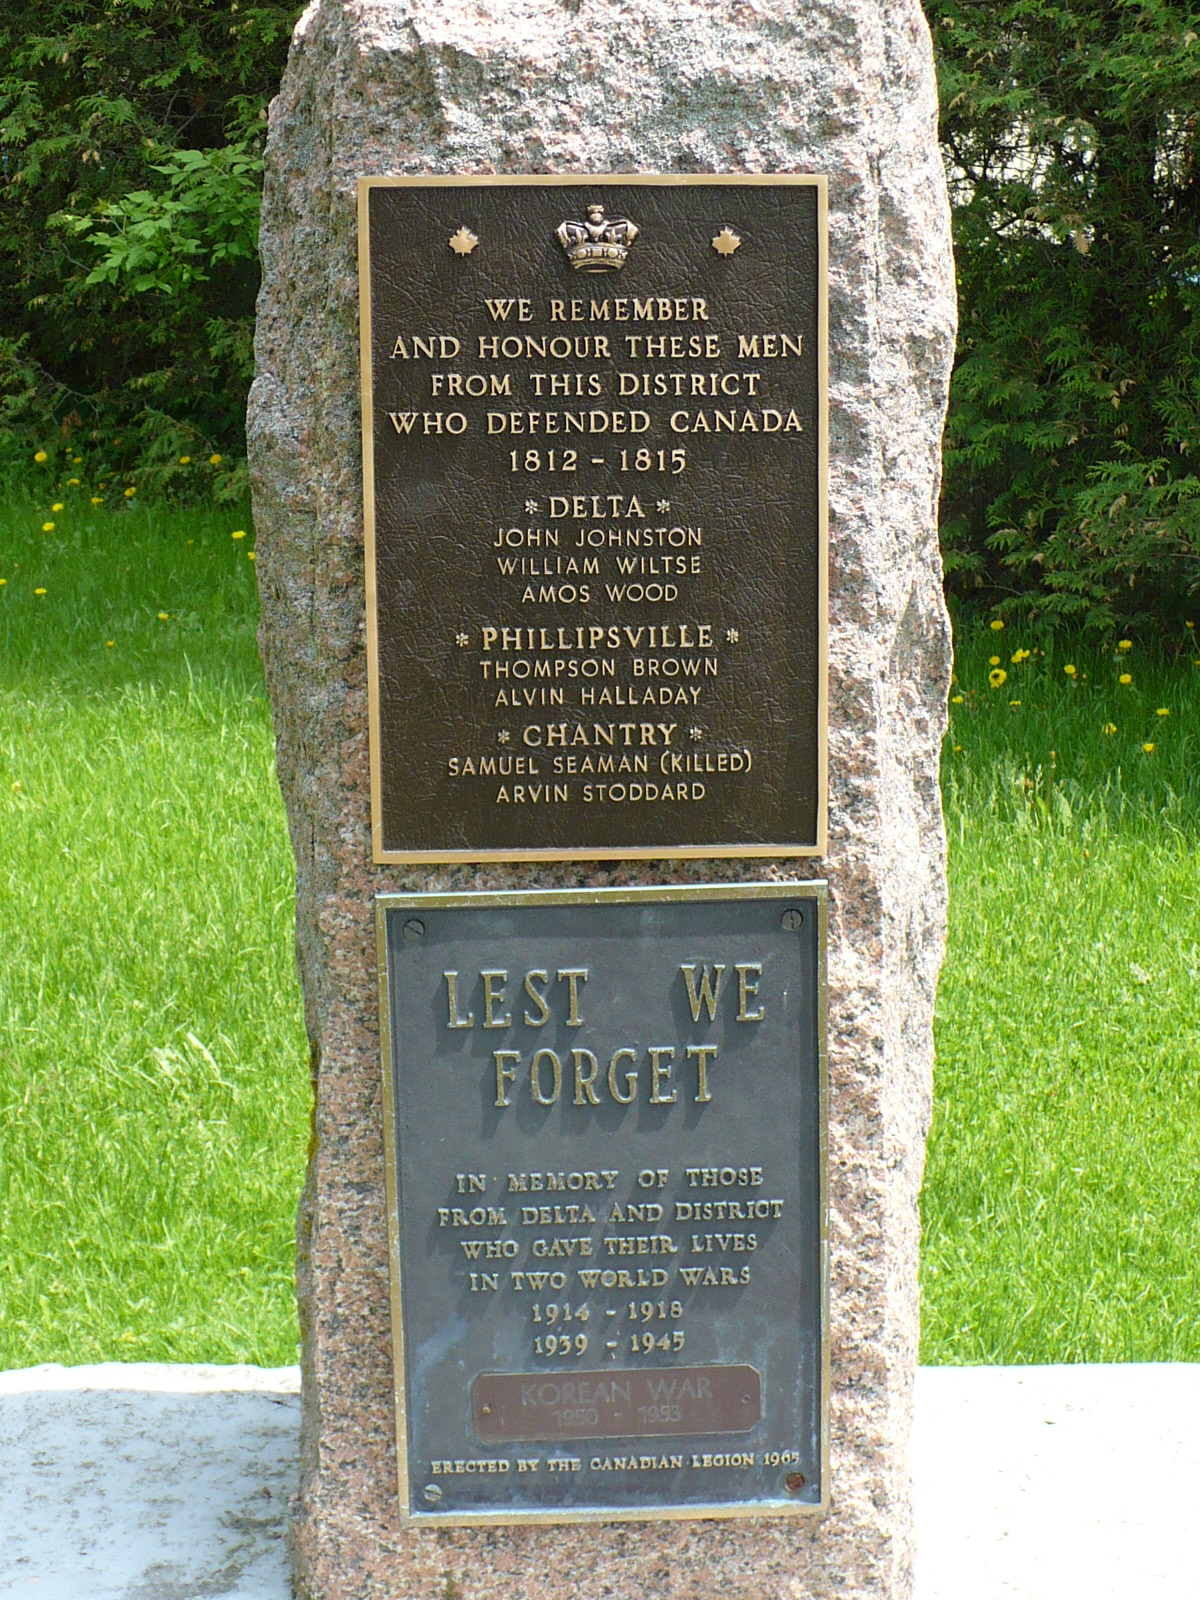 WE REMEMBER
AND HONOUR THESE MEN
FROM THIS DISTRICT
WHO DEFENDED CANADA
1812 - 1815
* DELTA *
JOHN JOHNSTON
WILLIAM WILTSE
AMOS WOOD
* PHILLIPSVILLE *
THOMPSON BROWN
ALVIN HALLADAY
* CHANTRY *
SAMUEL SEAMAN (KILLED)
ARVIN STODDARD
LEST WE
FORGET
IN MEMORY OF THOSE
FROM DELTA AND DISTRICT
WHO GAVE THEIR LIVES
IN TWO WORLD WARS
1914 - 1918
1939 - 1945
KOREAN WAR
1950 - 1953
ERECTED BY THE CANADIAN LEGION 1965